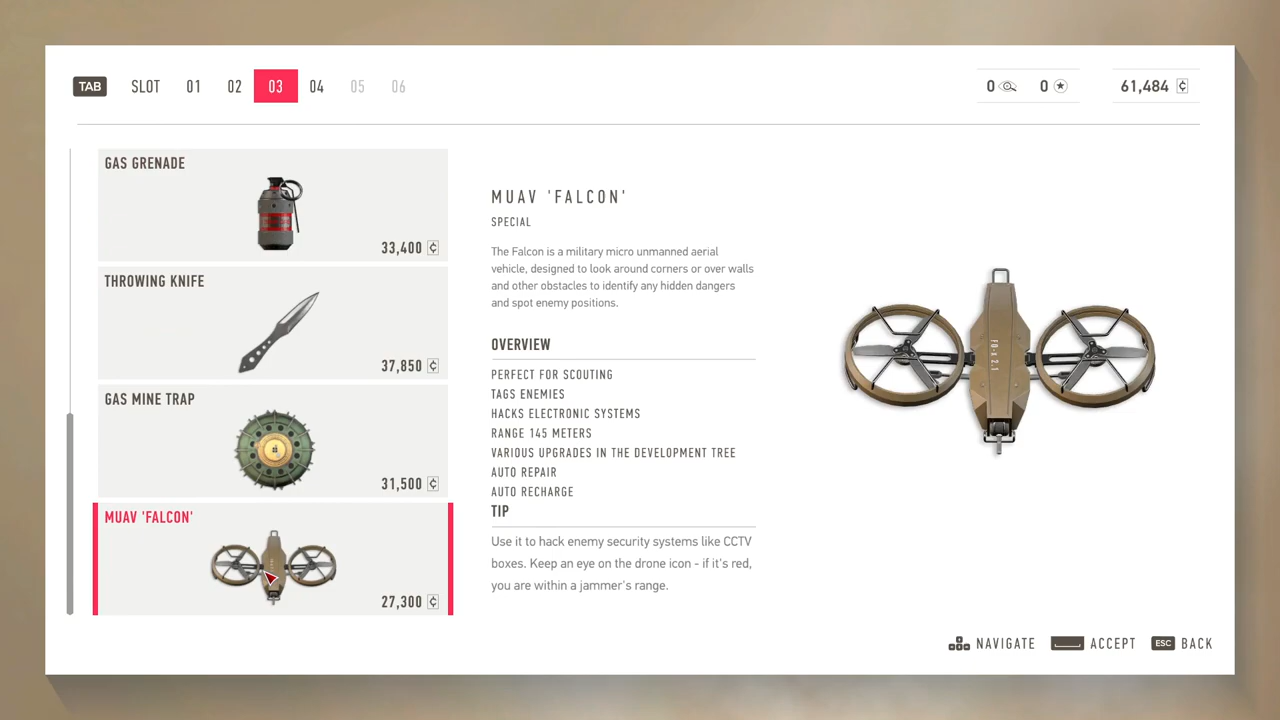 TAB SLOT 01 02 03 04 05 06
0 0 61,484
GAS GRENADE
33,400
THROWING KNIFE
37,850
GAS MINE TRAP
31,500
MUAV 'FALCON'
27,300
MUAV 'FALCON'
SPECIAL
The Falcon is a military micro unmanned aerial
vehicle, designed to look around corners or over walls
and other obstacles to identify any hidden dangers
and spot enemy positions.
OVERVIEW
PERFECT FOR SCOUTING
TAGS ENEMIES
HACKS ELECTRONIC SYSTEMS
RANGE 145 METERS
VARIOUS UPGRADES IN THE DEVELOPMENT TREE
AUTO REPAIR
AUTO RECHARGE
TIP
Use it to hack enemy security systems like CCTV
boxes. Keep an eye on the drone icon - if it's red,
you are within a jammer's range.
NAVIGATE ACCEPT ESC BACK